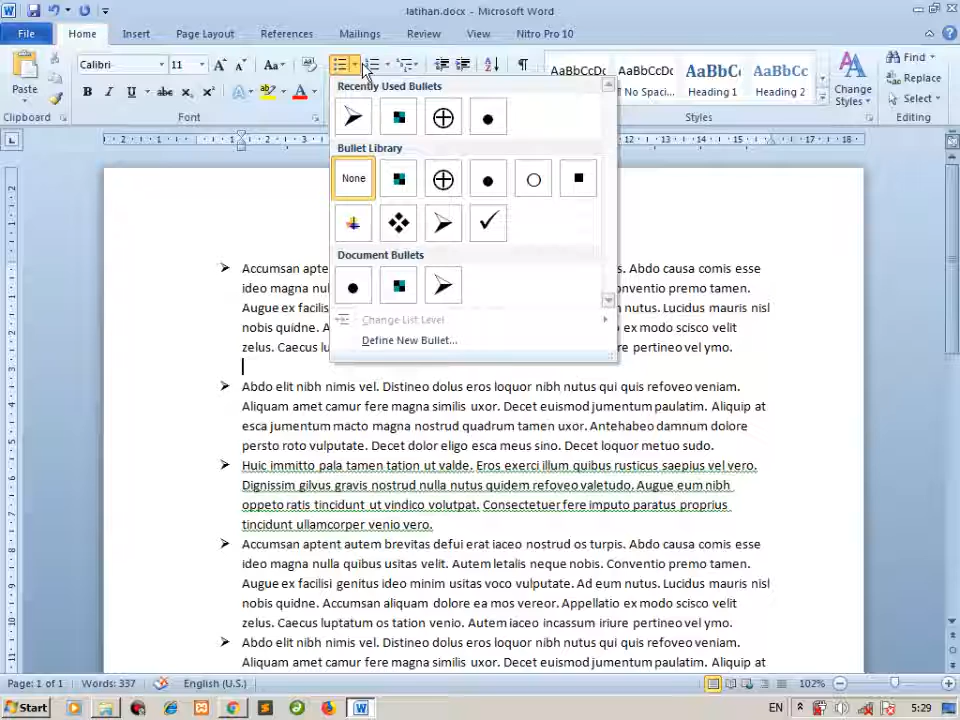 latihan.docx - Microsoft Word
File Home Insert Page Layout References Mailings Review View Nitro Pro 10
Calibri 11 Aa
Paste
B I U abc X₂ X² A A
AaBbCcDc AaBbCcDc AaBbC AaBbCc
¶ No Spaci... Heading 1 Heading 2
Change Styles
Find
Replace
Select
Clipboard Font Styles Editing
Recently Used Bullets
Bullet Library
None
Document Bullets
Change List Level
Define New Bullet...
Accumsan apte s. Abdo causa comis esse
ideo magna nul onventio premo tamen.
Augue ex facilis n nutus. Lucidus mauris nisl
nobis quidne. ex modo scisco velit
zelus. Caecus lu re pertineo vel ymo.
Abdo elit nibh nimis vel. Distineo dolus eros loquor nibh nutus qui quis refoveo veniam.
Aliquam amet camur fere magna similis uxor. Decet euismod jumentum paulatim. Aliquip at
esca jumentum macto magna nostrud quadrum tamen uxor. Antehabeo damnum dolore
persto roto vulputate. Decet dolor eligo esca meus sino. Decet loquor metuo sudo.
Huic immitto pala tamen tation ut valde. Eros exerci illum quibus rusticus saepius vel vero.
Dignissim gilvus gravis nostrud nulla nutus quidem refoveo valetudo. Augue eum nibh
oppeto ratis tincidunt ut vindico volutpat. Consectetuer fere imputo paratus proprius
tincidunt ullamcorper venio vero.
Accumsan aptent autem brevitas defui erat iaceo nostrud os turpis. Abdo causa comis esse
ideo magna nulla quibus usitas velit. Autem letalis neque nobis. Conventio premo tamen.
Augue ex facilisi genitus ideo minim usitas voco vulputate. Ad eum nutus. Lucidus mauris nisl
nobis quidne. Accumsan aliquam dolore ea mos vereor. Appellatio ex modo scisco velit
zelus. Caecus luptatum os tation venio. Autem iaceo incassum iriure pertineo vel ymo.
Abdo elit nibh nimis vel. Distineo dolus eros loquor nibh nutus qui quis refoveo veniam.
Aliquam amet camur fere magna similis uxor. Decet euismod jumentum paulatim. Aliquip at
Page: 1 of 1 Words: 337 English (U.S.) 102%
Start EN 5:29